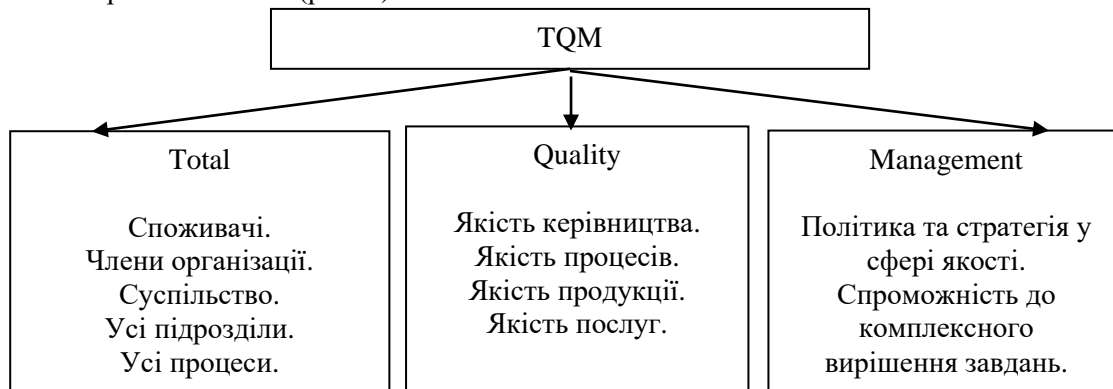 TQM
Total
Споживачі.
Члени організації.
Суспільство.
Усі підрозділи.
Усі процеси.
Quality
Якість керівництва.
Якість процесів.
Якість продукції.
Якість послуг.
Management
Політика та стратегія у
сфері якості.
Спроможність до
комплексного
вирішення завдань.